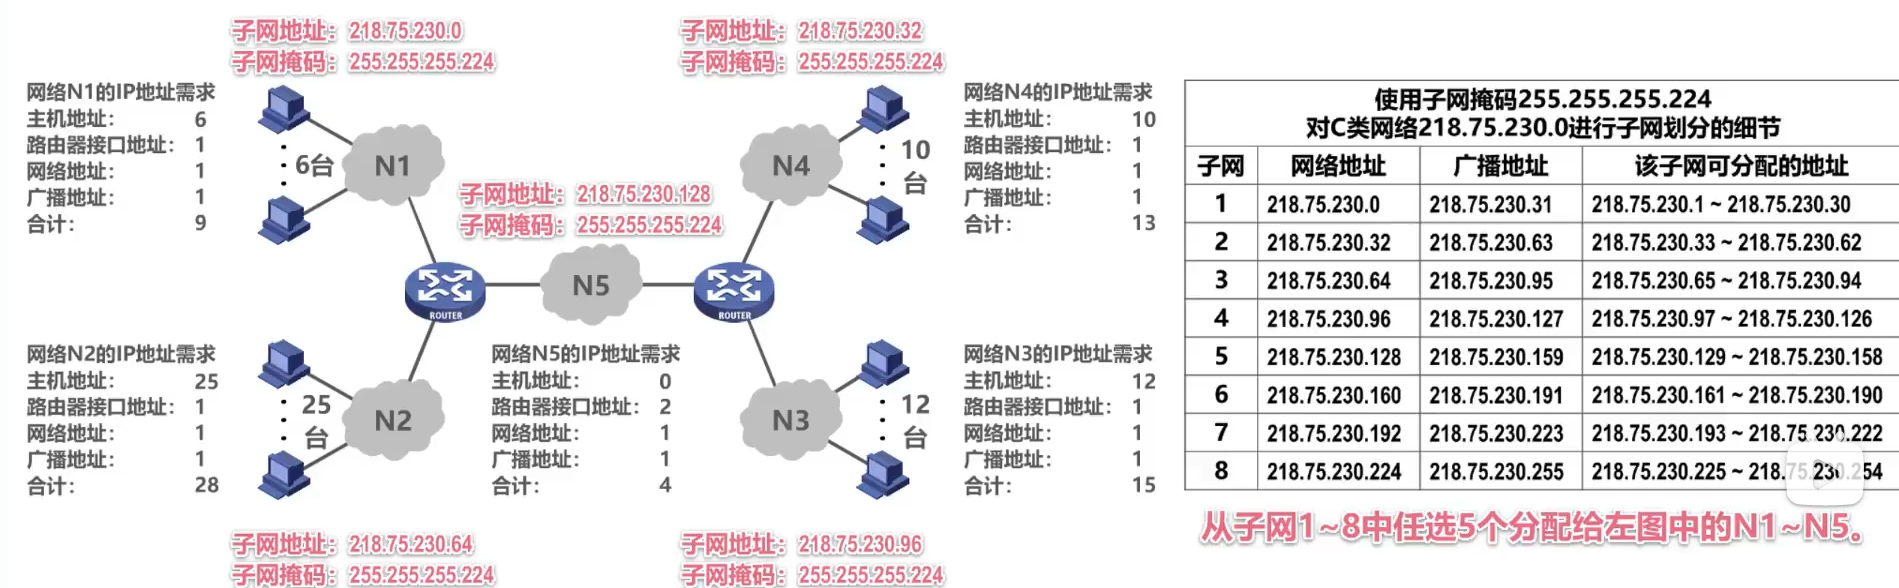 子网地址：218.75.230.0
子网掩码：255.255.255.224
子网地址：218.75.230.32
子网掩码：255.255.255.224
网络N1的IP地址需求
主机地址： 6
路由器接口地址： 1
网络地址： 1
广播地址： 1
合计： 9
6台
N1
N4
10
台
网络N4的IP地址需求
主机地址： 10
路由器接口地址： 1
网络地址： 1
广播地址： 1
合计： 13
子网地址：218.75.230.128
子网掩码：255.255.255.224
N5
ROUTER
ROUTER
网络N2的IP地址需求
主机地址： 25
路由器接口地址： 1
网络地址： 1
广播地址： 1
合计： 28
25
台
N2
网络N5的IP地址需求
主机地址： 0
路由器接口地址： 2
网络地址： 1
广播地址： 1
合计： 4
N3
12
台
网络N3的IP地址需求
主机地址： 12
路由器接口地址： 1
网络地址： 1
广播地址： 1
合计： 15
子网地址：218.75.230.64
子网掩码：255.255.255.224
子网地址：218.75.230.96
子网掩码：255.255.255.224
使用子网掩码255.255.255.224
对C类网络218.75.230.0进行子网划分的细节
子网 网络地址 广播地址 该子网可分配的地址
1 218.75.230.0 218.75.230.31 218.75.230.1 ~ 218.75.230.30
2 218.75.230.32 218.75.230.63 218.75.230.33 ~ 218.75.230.62
3 218.75.230.64 218.75.230.95 218.75.230.65 ~ 218.75.230.94
4 218.75.230.96 218.75.230.127 218.75.230.97 ~ 218.75.230.126
5 218.75.230.128 218.75.230.159 218.75.230.129 ~ 218.75.230.158
6 218.75.230.160 218.75.230.191 218.75.230.161 ~ 218.75.230.190
7 218.75.230.192 218.75.230.223 218.75.230.193 ~ 218.75.230.222
8 218.75.230.224 218.75.230.255 218.75.230.225 ~ 218.75.230.254
从子网1~8中任选5个分配给左图中的N1~N5。